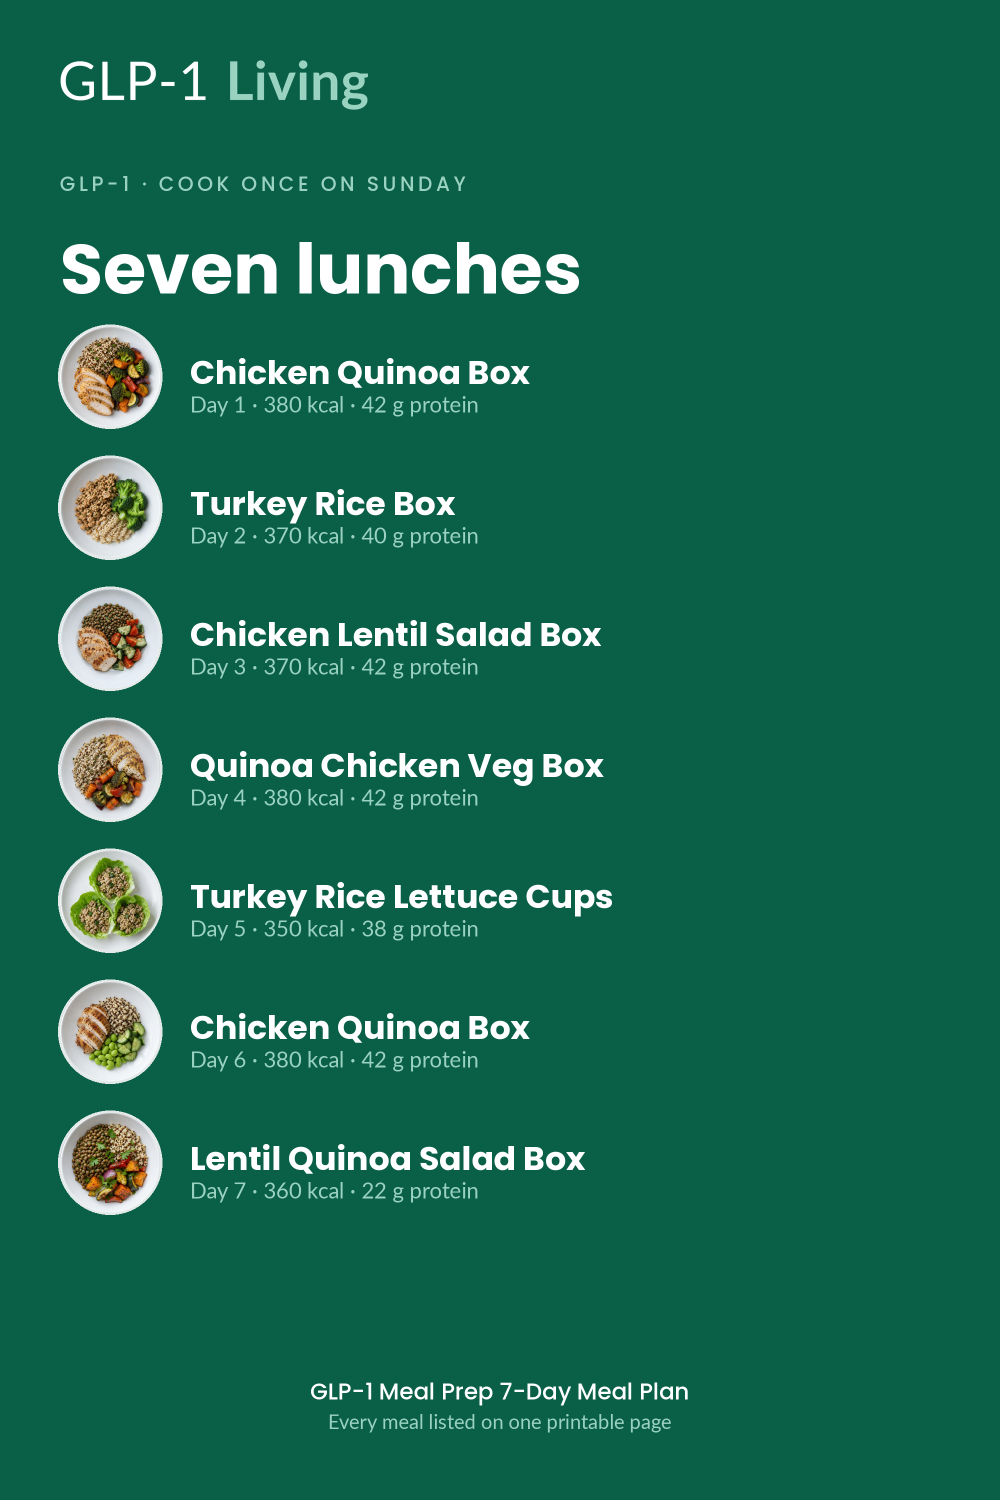 GLP-1 Living
GLP-1 · COOK ONCE ON SUNDAY
Seven lunches
Chicken Quinoa Box
Day 1 · 380 kcal · 42 g protein
Turkey Rice Box
Day 2 · 370 kcal · 40 g protein
Chicken Lentil Salad Box
Day 3 · 370 kcal · 42 g protein
Quinoa Chicken Veg Box
Day 4 · 380 kcal · 42 g protein
Turkey Rice Lettuce Cups
Day 5 · 350 kcal · 38 g protein
Chicken Quinoa Box
Day 6 · 380 kcal · 42 g protein
Lentil Quinoa Salad Box
Day 7 · 360 kcal · 22 g protein
GLP-1 Meal Prep 7-Day Meal Plan
Every meal listed on one printable page